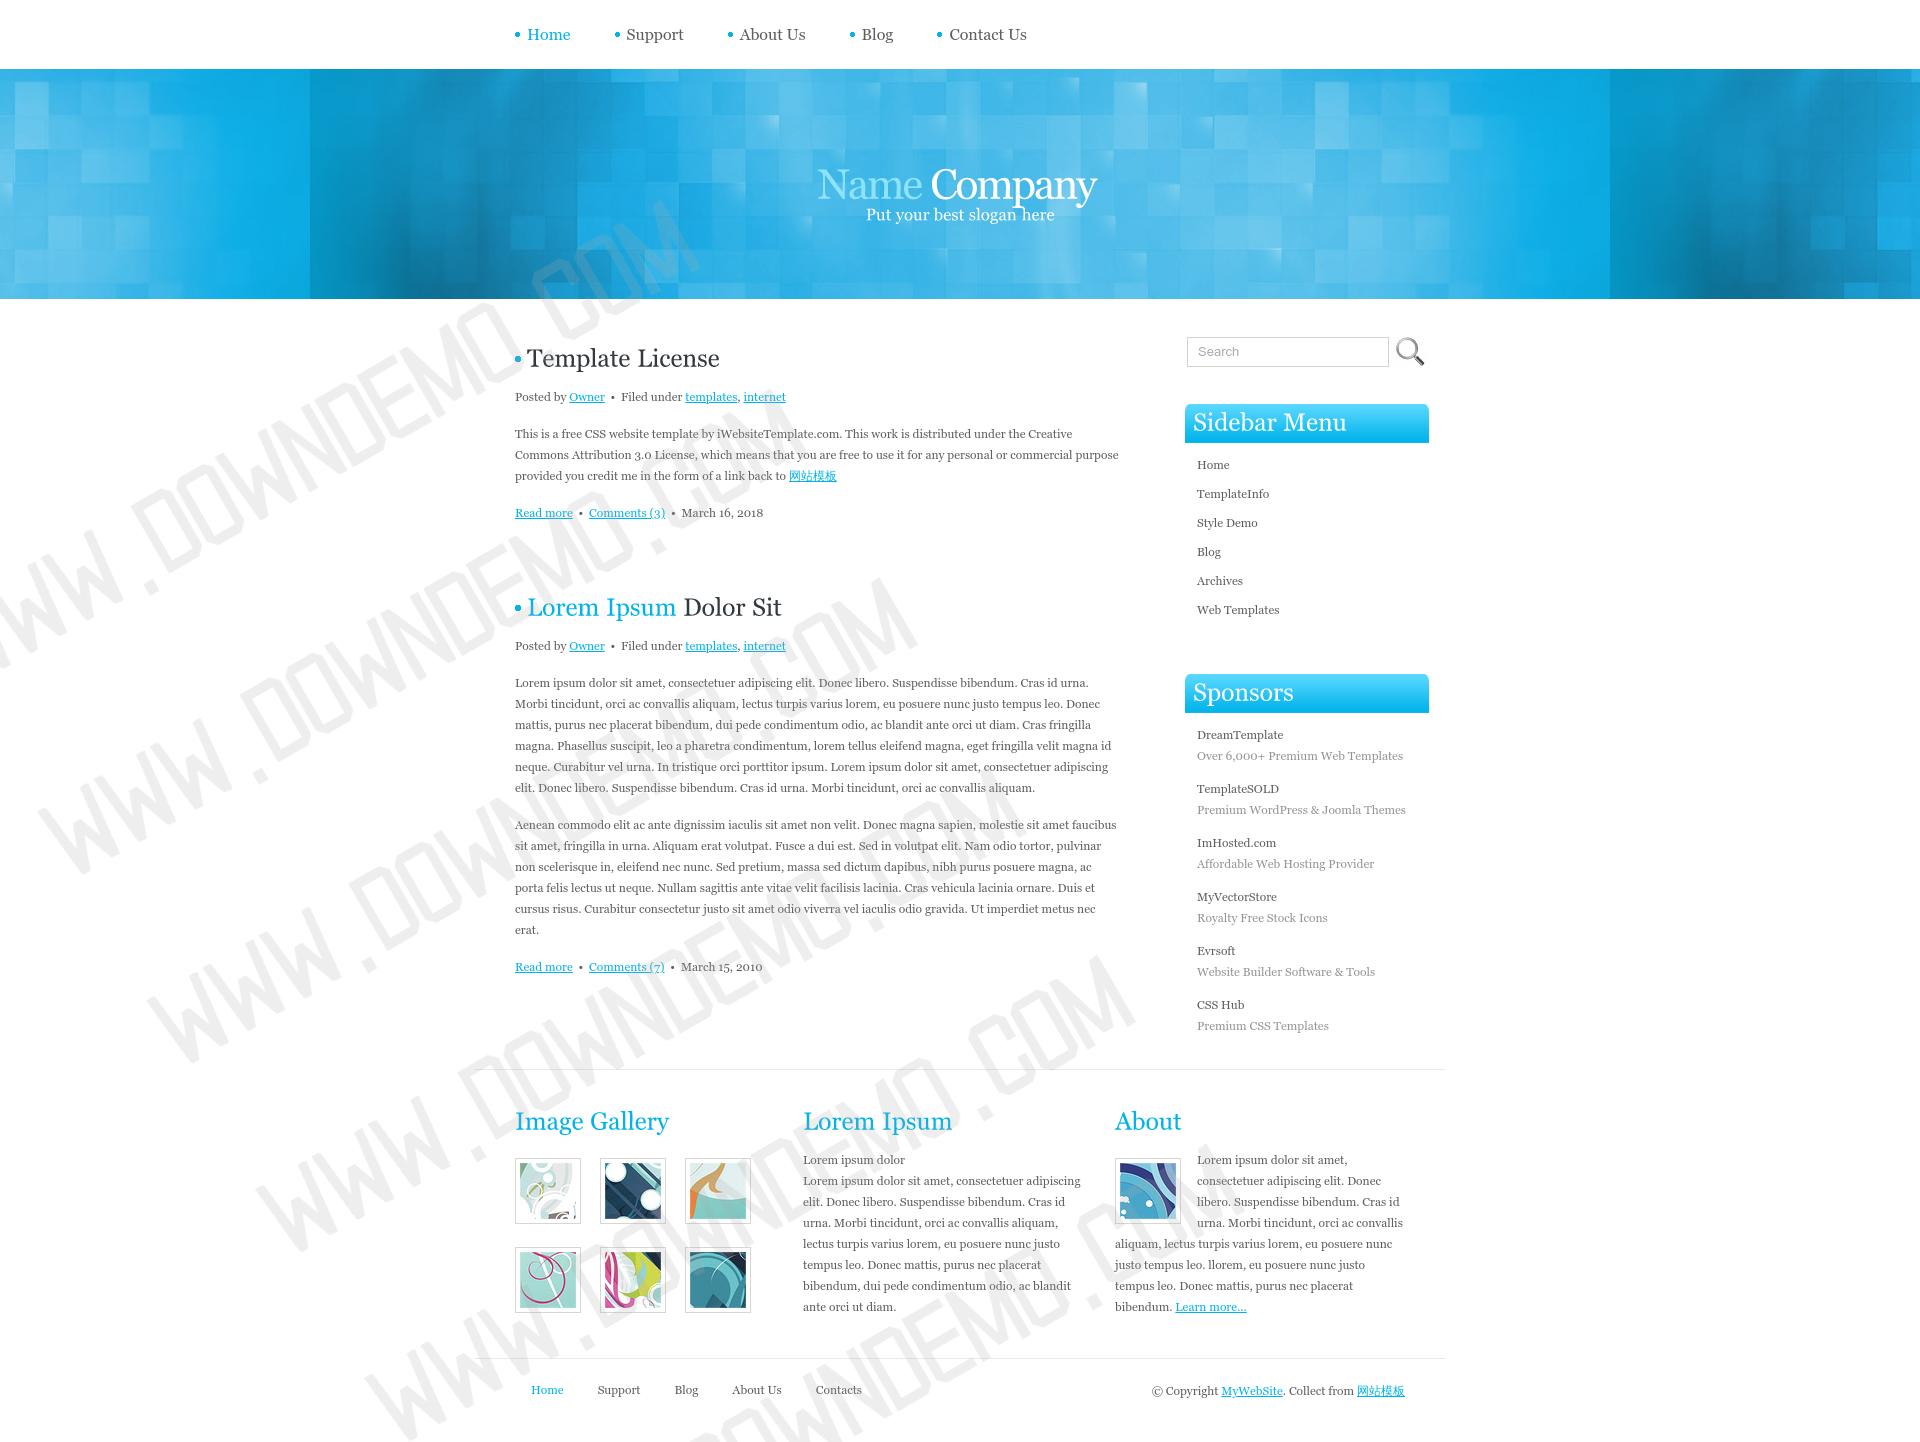 Home
Support
About Us
Blog
Contact Us
Name Company
Put your best slogan here
Template License
Posted by Owner • Filed under templates, internet
This is a free CSS website template by iWebsiteTemplate.com. This work is distributed under the Creative
Commons Attribution 3.0 License, which means that you are free to use it for any personal or commercial purpose
provided you credit me in the form of a link back to 网站模板
Read more • Comments (3) • March 16, 2018
Lorem Ipsum Dolor Sit
Posted by Owner • Filed under templates, internet
Lorem ipsum dolor sit amet, consectetuer adipiscing elit. Donec libero. Suspendisse bibendum. Cras id urna.
Morbi tincidunt, orci ac convallis aliquam, lectus turpis varius lorem, eu posuere nunc justo tempus leo. Donec
mattis, purus nec placerat bibendum, dui pede condimentum odio, ac blandit ante orci ut diam. Cras fringilla
magna. Phasellus suscipit, leo a pharetra condimentum, lorem tellus eleifend magna, eget fringilla velit magna id
neque. Curabitur vel urna. In tristique orci porttitor ipsum. Lorem ipsum dolor sit amet, consectetuer adipiscing
elit. Donec libero. Suspendisse bibendum. Cras id urna. Morbi tincidunt, orci ac convallis aliquam.
Aenean commodo elit ac ante dignissim iaculis sit amet non velit. Donec magna sapien, molestie sit amet faucibus
sit amet, fringilla in urna. Aliquam erat volutpat. Fusce a dui est. Sed in volutpat elit. Nam odio tortor, pulvinar
non scelerisque in, eleifend nec nunc. Sed pretium, massa sed dictum dapibus, nibh purus posuere magna, ac
porta felis lectus ut neque. Nullam sagittis ante vitae velit facilisis lacinia. Cras vehicula lacinia ornare. Duis et
cursus risus. Curabitur consectetur justo sit amet odio viverra vel iaculis odio gravida. Ut imperdiet metus nec
erat.
Read more • Comments (7) • March 15, 2010
Search
Sidebar Menu
Home
TemplateInfo
Style Demo
Blog
Archives
Web Templates
Sponsors
DreamTemplate
Over 6,000+ Premium Web Templates
TemplateSOLD
Premium WordPress & Joomla Themes
ImHosted.com
Affordable Web Hosting Provider
MyVectorStore
Royalty Free Stock Icons
Evrsoft
Website Builder Software & Tools
CSS Hub
Premium CSS Templates
Image Gallery
Lorem Ipsum
Lorem ipsum dolor
Lorem ipsum dolor sit amet, consectetuer adipiscing
elit. Donec libero. Suspendisse bibendum. Cras id
urna. Morbi tincidunt, orci ac convallis aliquam,
lectus turpis varius lorem, eu posuere nunc justo
tempus leo. Donec mattis, purus nec placerat
bibendum, dui pede condimentum odio, ac blandit
ante orci ut diam.
About
Lorem ipsum dolor sit amet,
consectetuer adipiscing elit. Donec
libero. Suspendisse bibendum. Cras id
urna. Morbi tincidunt, orci ac convallis
aliquam, lectus turpis varius lorem, eu posuere nunc
justo tempus leo. llorem, eu posuere nunc justo
tempus leo. Donec mattis, purus nec placerat
bibendum. Learn more...
Home
Support
Blog
About Us
Contacts
© Copyright MyWebSite. Collect from 网站模板
WWW.DOWNDEMO.COM
WWW.DOWNDEMO.COM
WWW.DOWNDEMO.COM
WWW.DOWNDEMO.COM
WWW.DOWNDEMO.COM
WWW.DOWNDEMO.COM